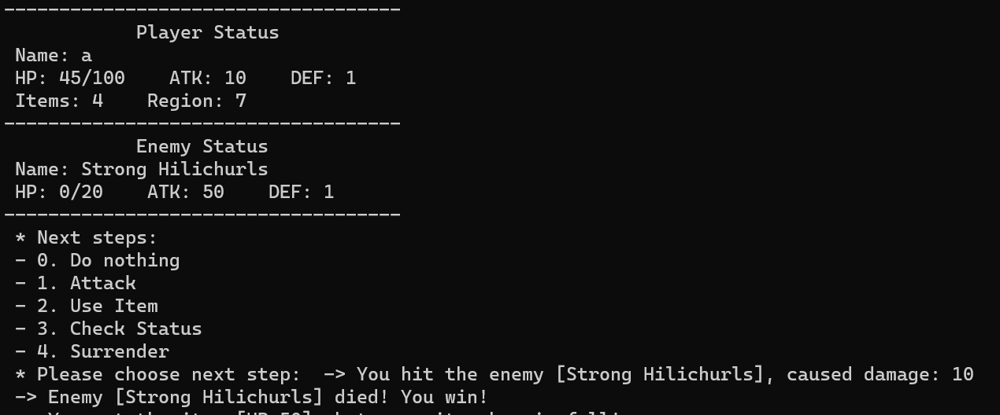 ------------------------------------
Player Status
Name: a
HP: 45/100    ATK: 10    DEF: 1
Items: 4    Region: 7
------------------------------------
Enemy Status
Name: Strong Hilichurls
HP: 0/20    ATK: 50    DEF: 1
------------------------------------
* Next steps:
- 0. Do nothing
- 1. Attack
- 2. Use Item
- 3. Check Status
- 4. Surrender
* Please choose next step:  -> You hit the enemy [Strong Hilichurls], caused damage: 10
-> Enemy [Strong Hilichurls] died! You win!